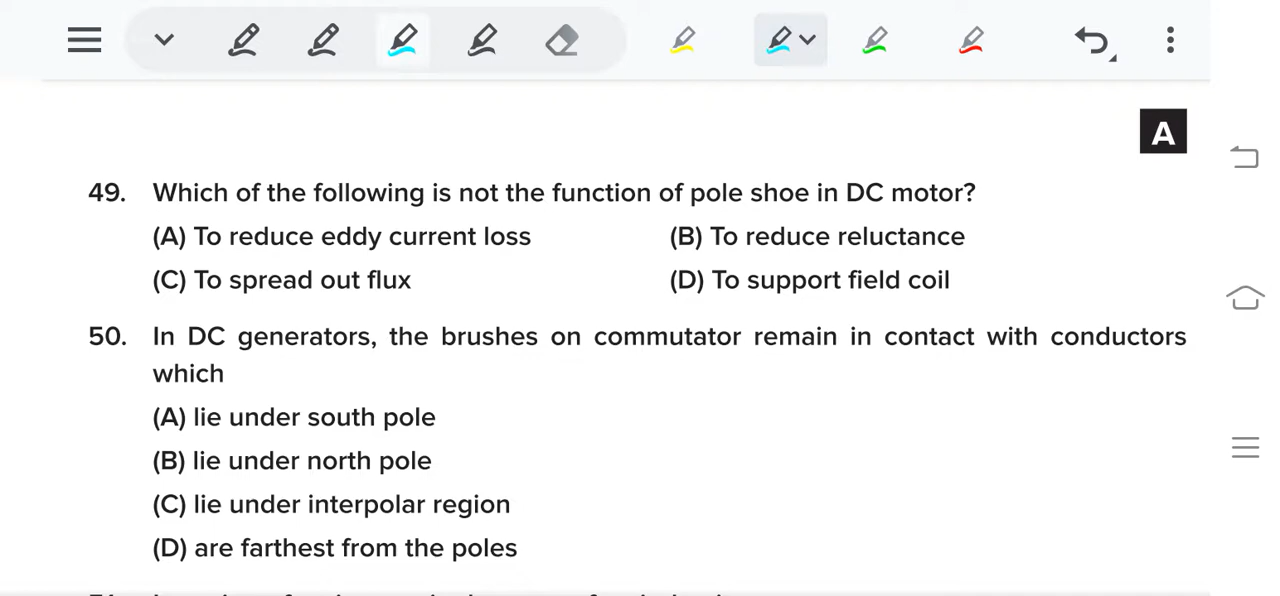 A
49. Which of the following is not the function of pole shoe in DC motor?
(A) To reduce eddy current loss (B) To reduce reluctance
(C) To spread out flux (D) To support field coil
50. In DC generators, the brushes on commutator remain in contact with conductors
which
(A) lie under south pole
(B) lie under north pole
(C) lie under interpolar region
(D) are farthest from the poles